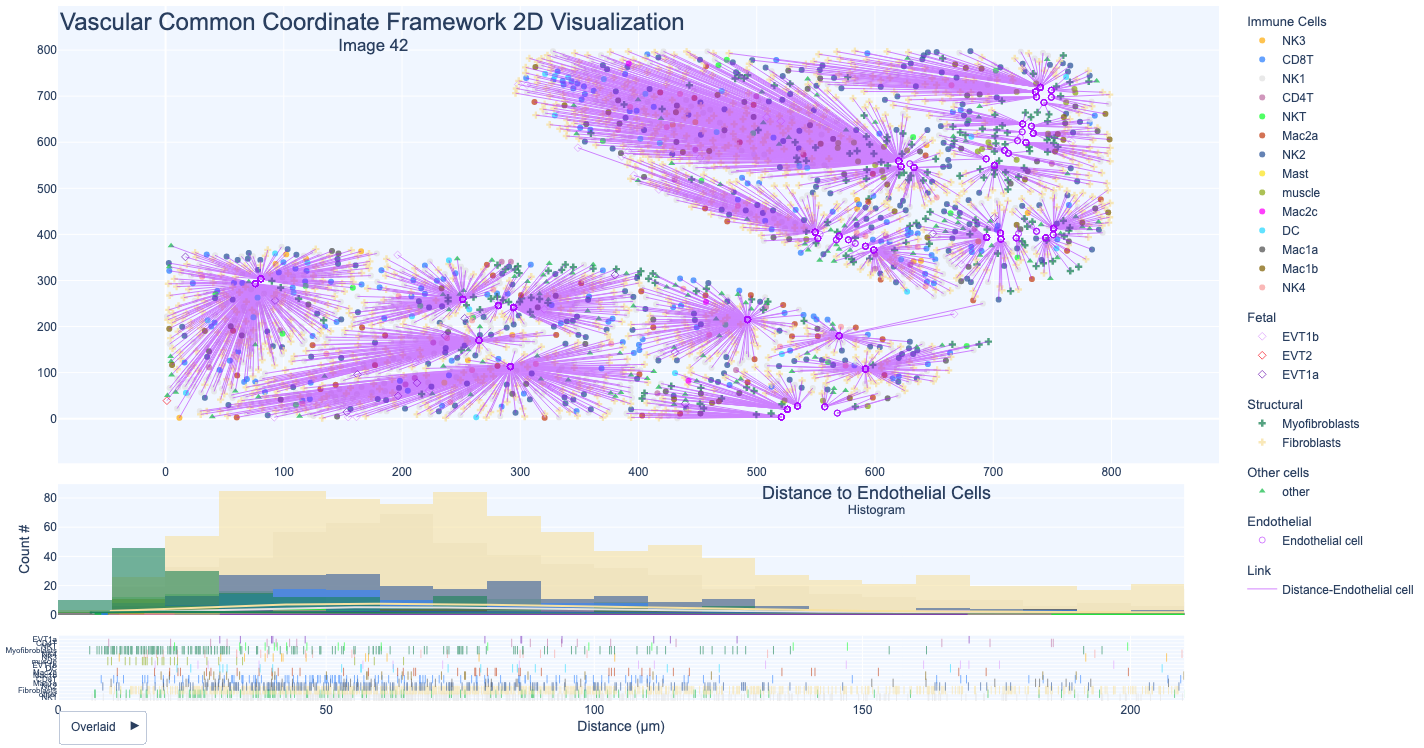 Vascular Common Coordinate Framework 2D Visualization
Image 42
800
700
600
500
400
300
200
100
0
0 100 200 300 400 500 600 700 800
Immune Cells
NK3
CD8T
NK1
CD4T
NKT
Mac2a
NK2
Mast
muscle
Mac2c
DC
Mac1a
Mac1b
NK4
Fetal
EVT1b
EVT2
EVT1a
Structural
Myofibroblasts
Fibroblasts
Other cells
other
Endothelial
Endothelial cell
Link
Distance-Endothelial cell
Distance to Endothelial Cells
Histogram
Count #
80
60
40
20
0
EVT1a
Myofibroblasts
Fibroblasts
0 50 100 150 200
Distance (μm)
Overlaid ►